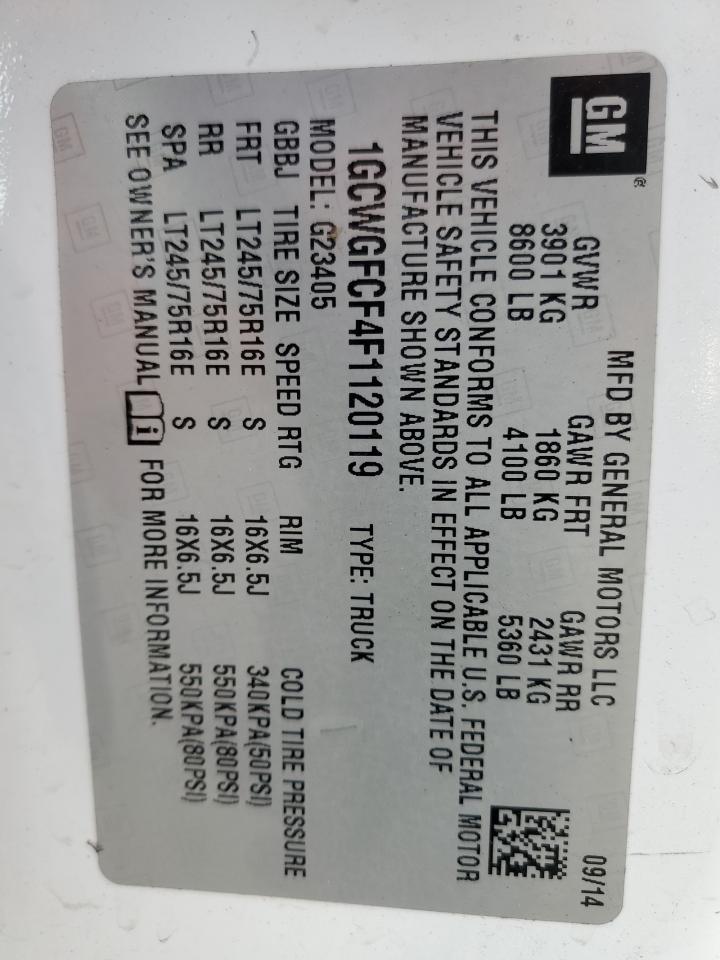 GM®
MFD BY GENERAL MOTORS LLC 09/14
GVWR GAWR FRT GAWR RR
3901 KG 1860 KG 2431 KG
8600 LB 4100 LB 5360 LB
THIS VEHICLE CONFORMS TO ALL APPLICABLE U.S. FEDERAL MOTOR
VEHICLE SAFETY STANDARDS IN EFFECT ON THE DATE OF
MANUFACTURE SHOWN ABOVE.
1GCWGFCF4F1120119 TYPE: TRUCK
MODEL: G23405
GBBJ TIRE SIZE SPEED RTG RIM COLD TIRE PRESSURE
FRT LT245/75R16E S 16X6.5J 340KPA(50PSI)
RR LT245/75R16E S 16X6.5J 550KPA(80PSI)
SPA LT245/75R16E S 16X6.5J 550KPA(80PSI)
SEE OWNER'S MANUAL i FOR MORE INFORMATION.